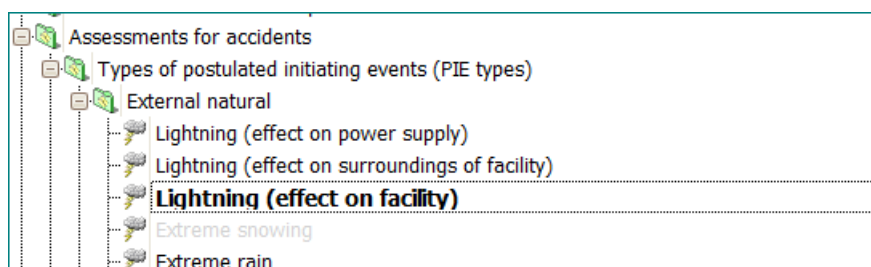 Assessments for accidents
Types of postulated initiating events (PIE types)
External natural
Lightning (effect on power supply)
Lightning (effect on surroundings of facility)
Lightning (effect on facility)
Extreme snowing
Extreme rain